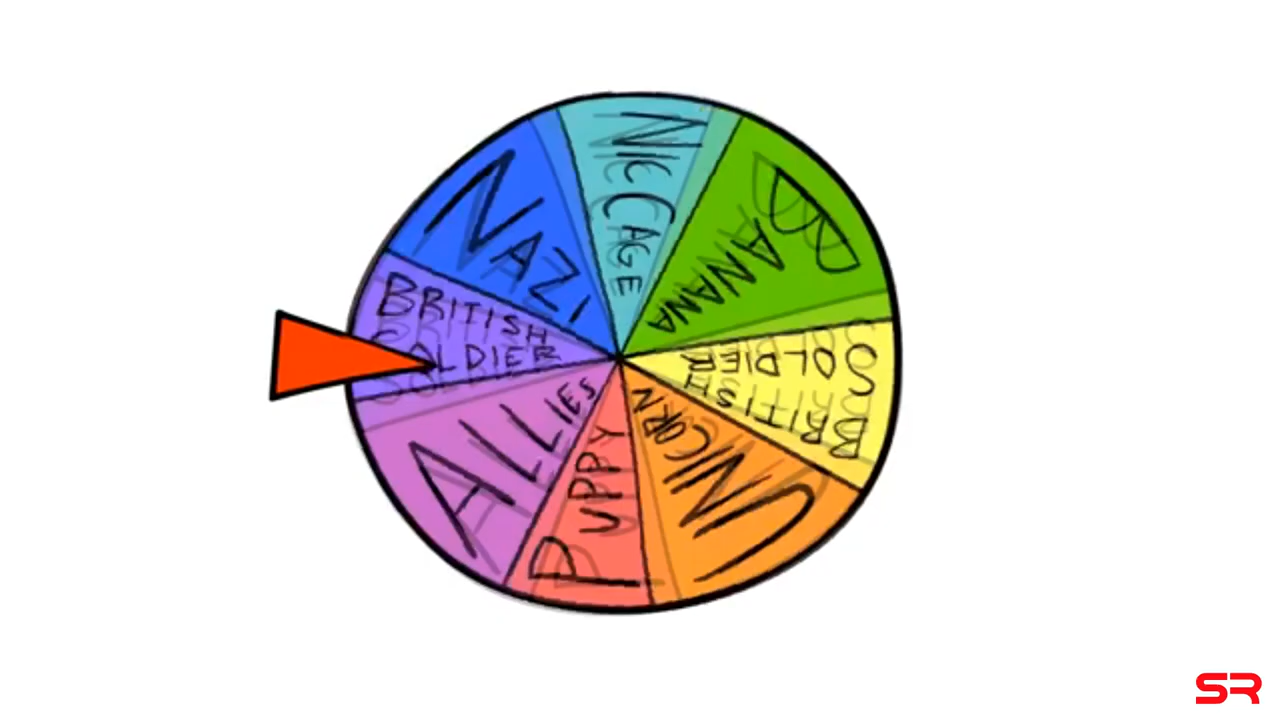 NIC CAGE
BANANA
BRITISH
SOLDIER
UNICORN
PUPPY
ALLIES
BRITISH
SOLDIER
NAZI
SR